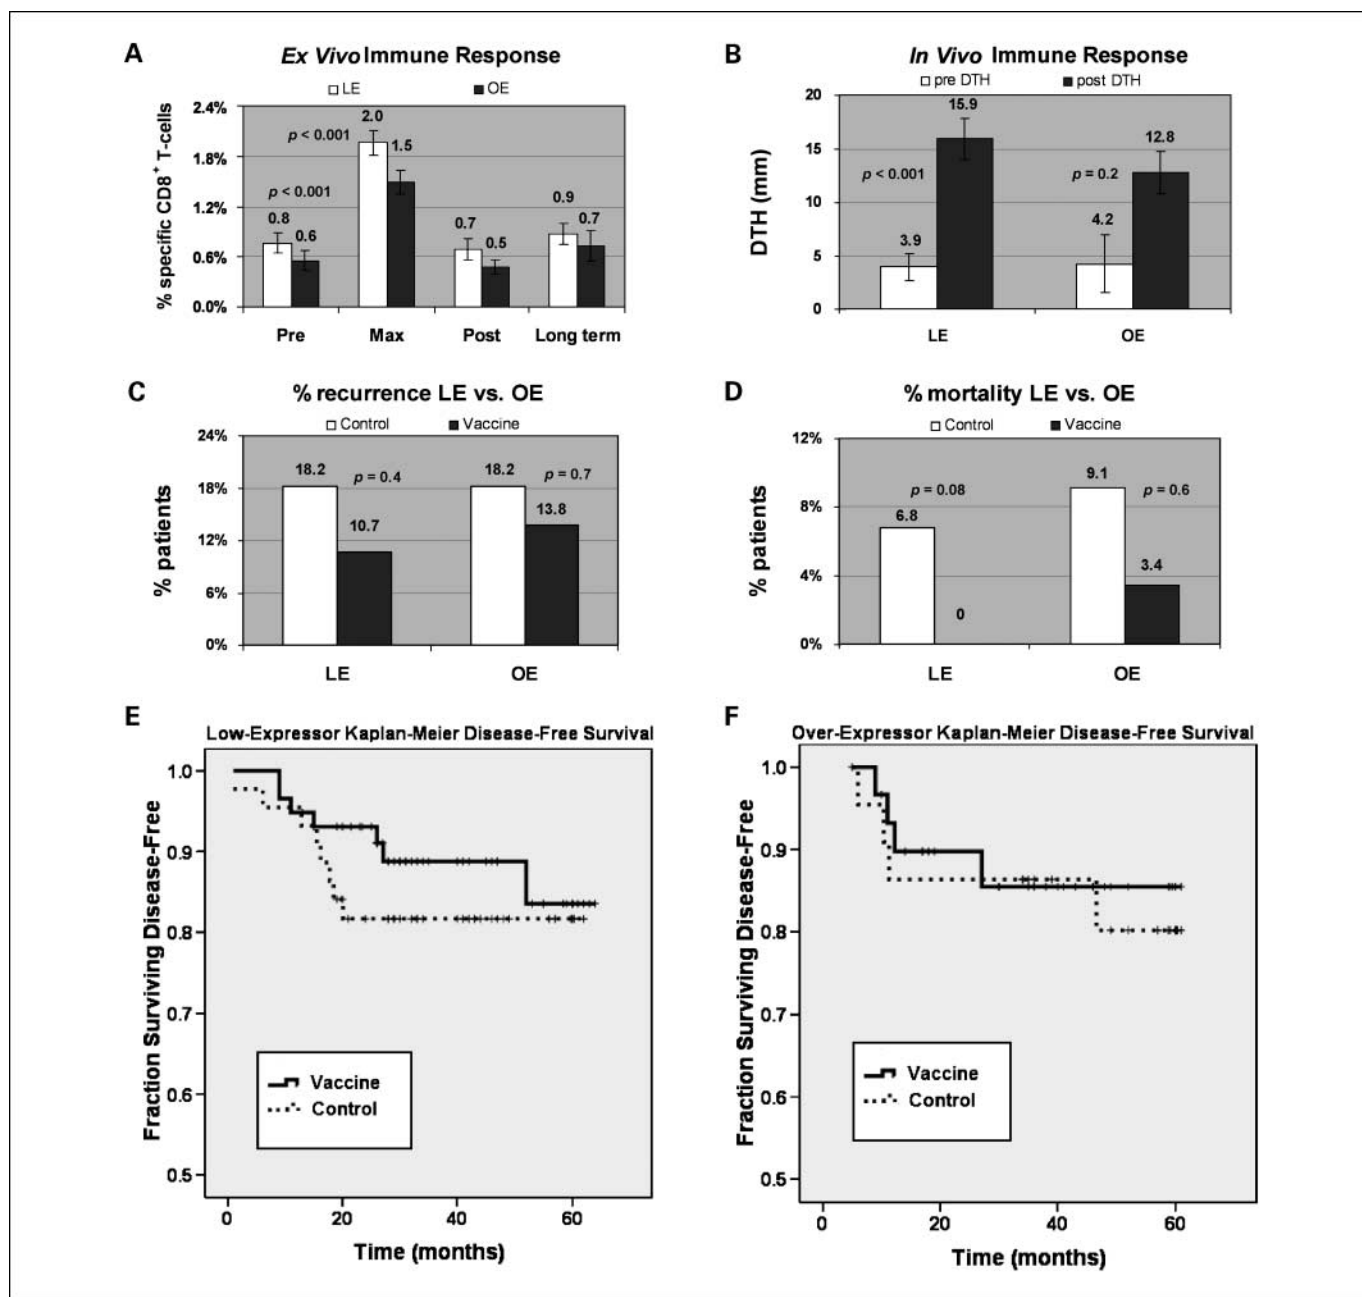 A
Ex Vivo Immune Response
LE
OE
% specific CD8+ T-cells
2.4%
1.8%
1.2%
0.6%
0.0%
p < 0.001
p < 0.001
0.8
0.6
2.0
1.5
0.7
0.5
0.9
0.7
Pre
Max
Post
Long term
B
In Vivo Immune Response
pre DTH
post DTH
DTH (mm)
20
15
10
5
0
p < 0.001
3.9
15.9
p = 0.2
4.2
12.8
LE
OE
C
% recurrence LE vs. OE
Control
Vaccine
% patients
24%
18%
12%
6%
0%
18.2
p = 0.4
10.7
18.2
p = 0.7
13.8
LE
OE
D
% mortality LE vs. OE
Control
Vaccine
% patients
12%
8%
4%
0%
p = 0.08
6.8
0
9.1
p = 0.6
3.4
LE
OE
E
Low-Expressor Kaplan-Meier Disease-Free Survival
Fraction Surviving Disease-Free
1.0
0.9
0.8
0.7
0.6
0.5
Vaccine
Control
0
20
40
60
Time (months)
F
Over-Expressor Kaplan-Meier Disease-Free Survival
Fraction Surviving Disease-Free
1.0
0.9
0.8
0.7
0.6
0.5
Vaccine
Control
0
20
40
60
Time (months)